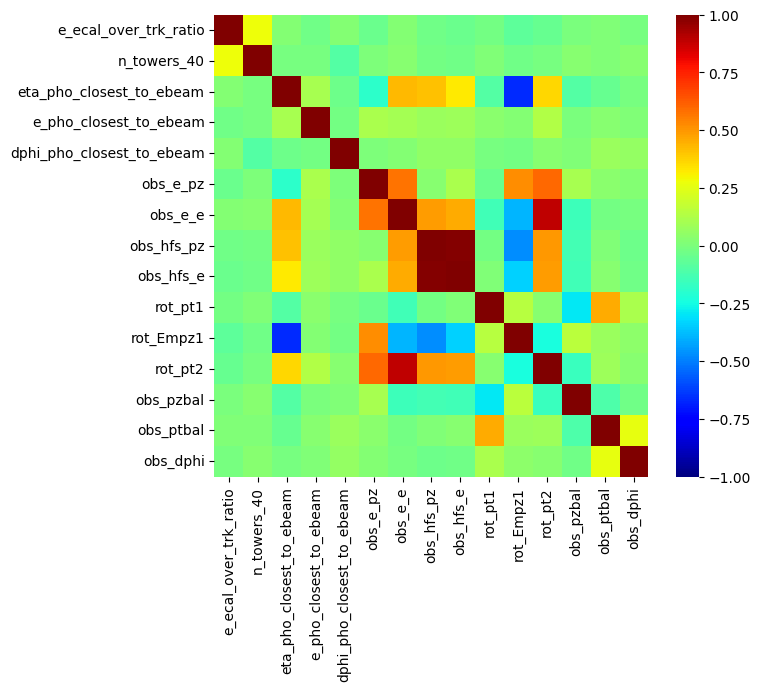 e_ecal_over_trk_ratio
n_towers_40
eta_pho_closest_to_ebeam
e_pho_closest_to_ebeam
dphi_pho_closest_to_ebeam
obs_e_pz
obs_e_e
obs_hfs_pz
obs_hfs_e
rot_pt1
rot_Empz1
rot_pt2
obs_pzbal
obs_ptbal
obs_dphi
e_ecal_over_trk_ratio
n_towers_40
eta_pho_closest_to_ebeam
e_pho_closest_to_ebeam
dphi_pho_closest_to_ebeam
obs_e_pz
obs_e_e
obs_hfs_pz
obs_hfs_e
rot_pt1
rot_Empz1
rot_pt2
obs_pzbal
obs_ptbal
obs_dphi
1.00
0.75
0.50
0.25
0.00
−0.25
−0.50
−0.75
−1.00